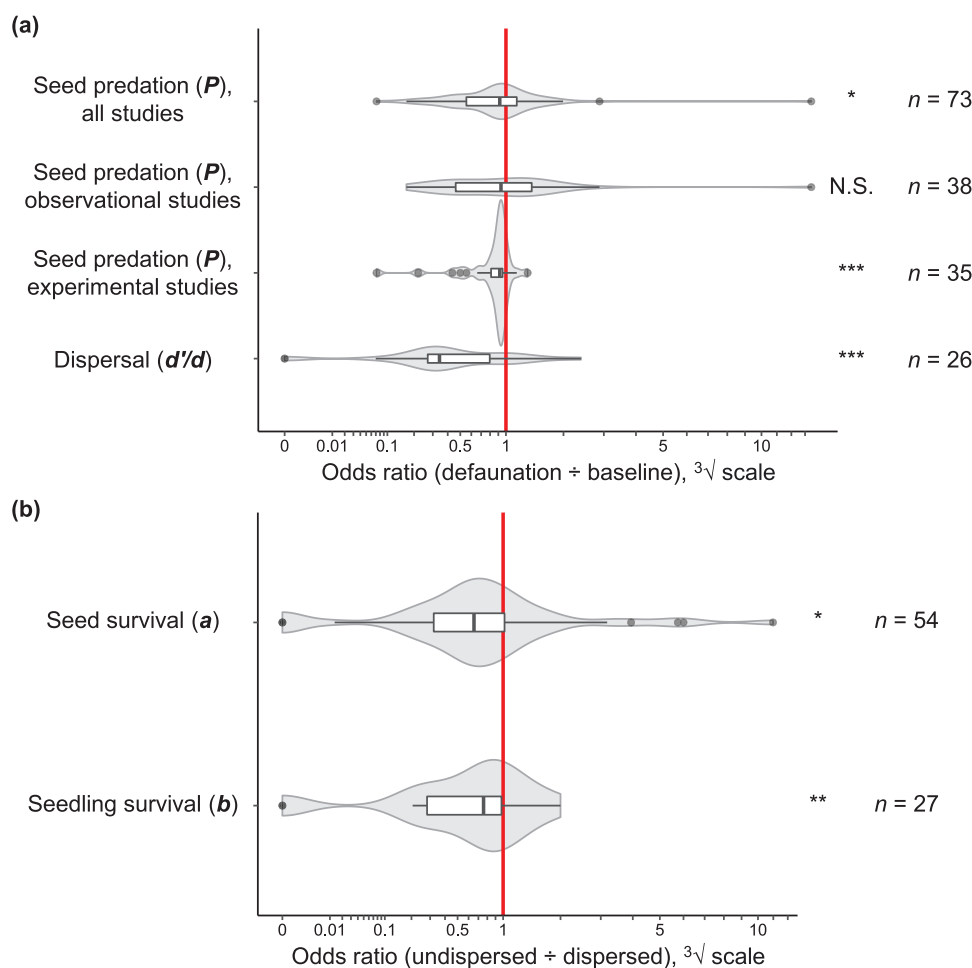 (a)
Seed predation (P),
all studies
* n = 73
Seed predation (P),
observational studies
N.S. n = 38
Seed predation (P),
experimental studies
*** n = 35
Dispersal (d'/d)
*** n = 26
0 0.01 0.1 0.5 1 5 10
Odds ratio (defaunation ÷ baseline), ³√ scale
(b)
Seed survival (a)
* n = 54
Seedling survival (b)
** n = 27
0 0.01 0.1 0.5 1 5 10
Odds ratio (undispersed ÷ dispersed), ³√ scale